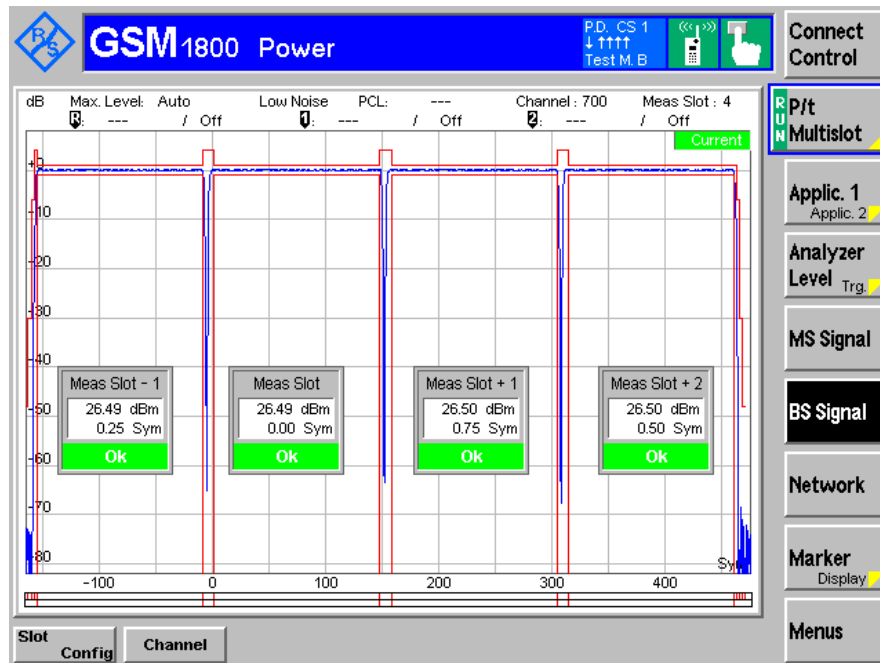 R/S
GSM 1800 Power
P.D. CS 1
↓↑↑↑↑
Test M. B
Connect Control
dB Max. Level: Auto Low Noise PCL: --- Channel : 700 Meas Slot : 4
R: --- / Off 1: --- / Off 2: --- / Off
Current
RUN
P/t Multislot
Applic. 1
Applic. 2
Analyzer Level Trg.
MS Signal
BS Signal
Network
Marker
Display
Menus
+0
-10
-20
-30
-40
-50
-60
-70
-80
Meas Slot - 1
26.49 dBm
0.25 Sym
Ok
Meas Slot
26.49 dBm
0.00 Sym
Ok
Meas Slot + 1
26.50 dBm
0.75 Sym
Ok
Meas Slot + 2
26.50 dBm
0.50 Sym
Ok
-100 0 100 200 300 400
Slot Config
Channel